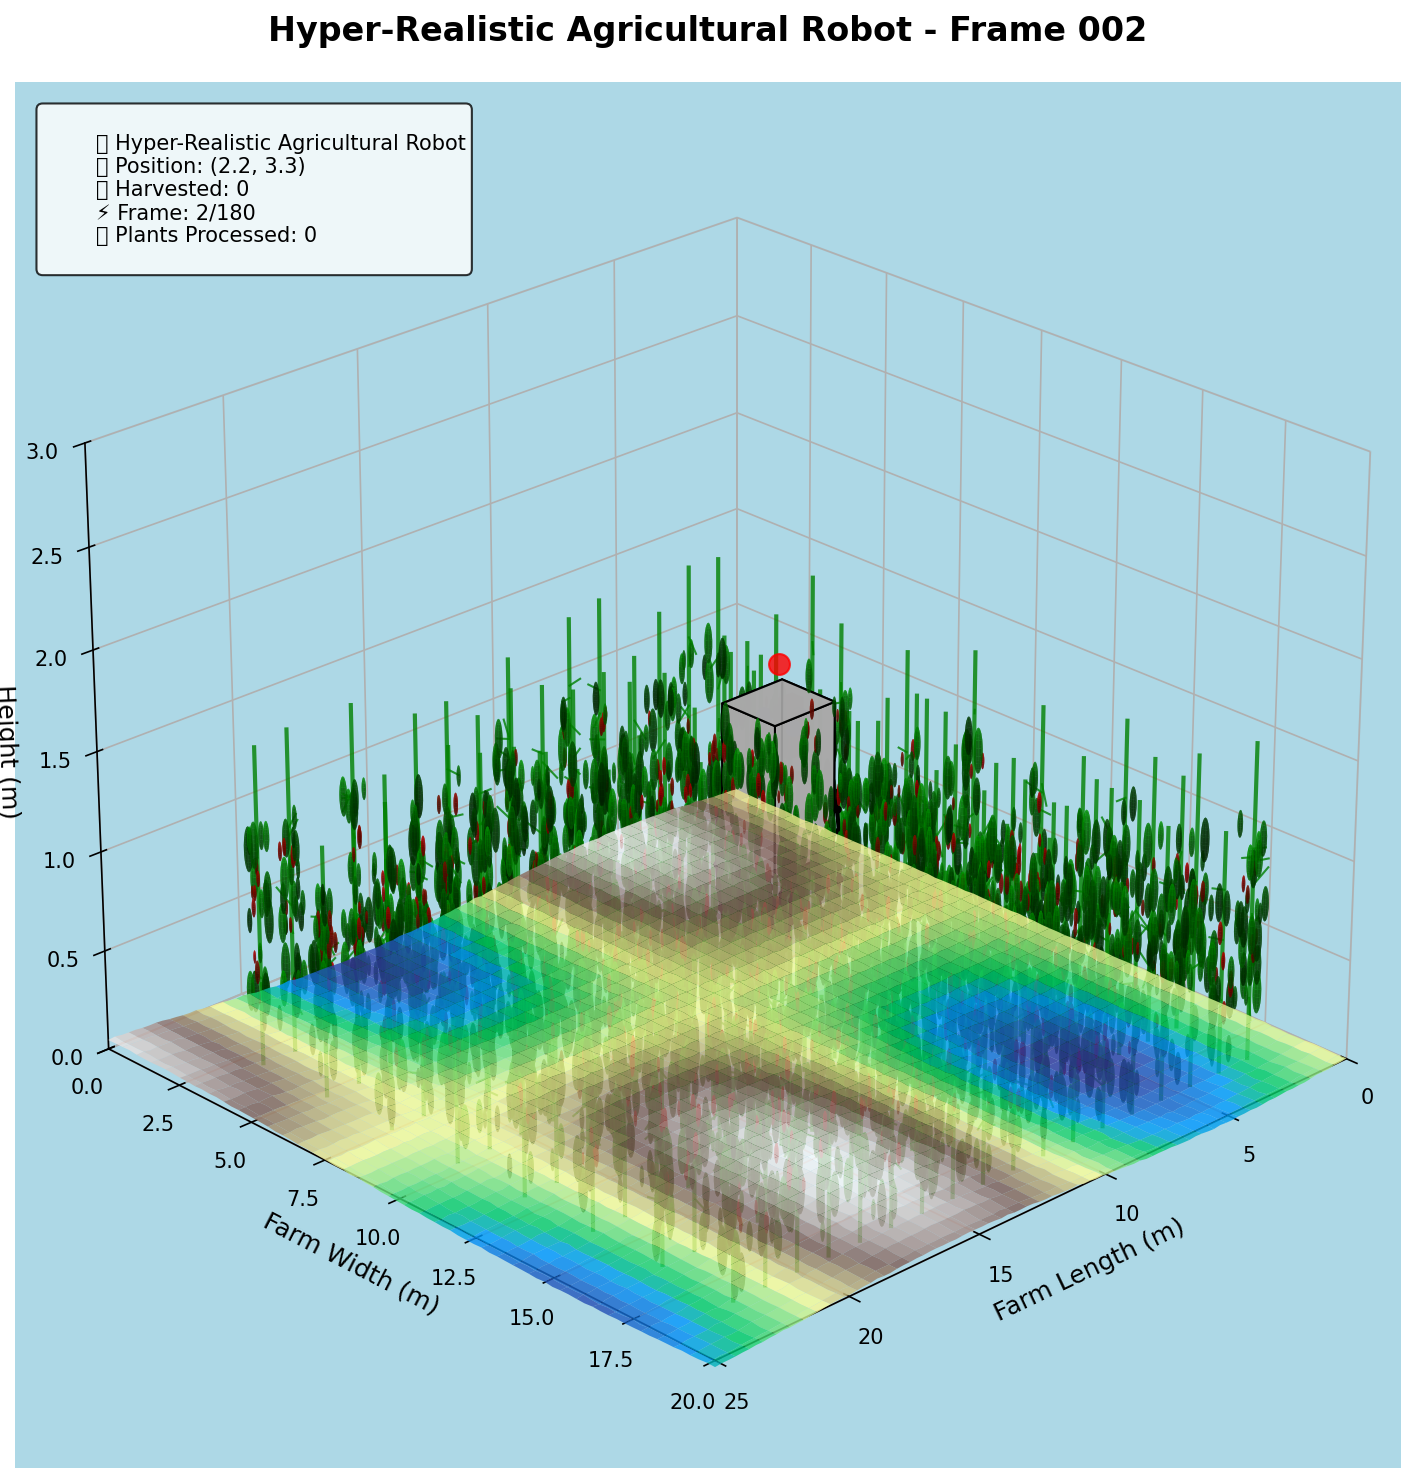 Hyper-Realistic Agricultural Robot - Frame 002
Hyper-Realistic Agricultural Robot
Position: (2.2, 3.3)
Harvested: 0
⚡ Frame: 2/180
Plants Processed: 0
3.0
2.5
2.0
1.5
1.0
0.5
0.0
Height (m)
0.0
2.5
5.0
7.5
10.0
12.5
15.0
17.5
20.0
Farm Width (m)
0
5
10
15
20
25
Farm Length (m)